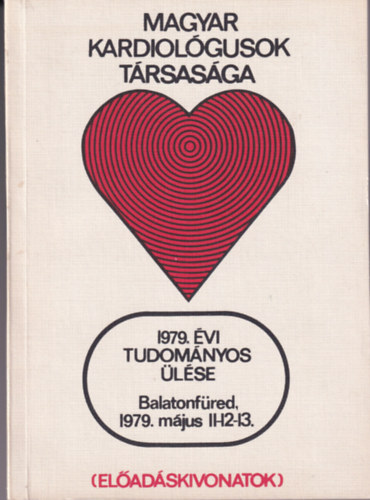 MAGYAR
KARDIOLÓGUSOK
TÁRSASÁGA
1979. ÉVI
TUDOMÁNYOS
ÜLÉSE
Balatonfüred,
1979. május 11-12-13.
(ELŐADÁSKIVONATOK)